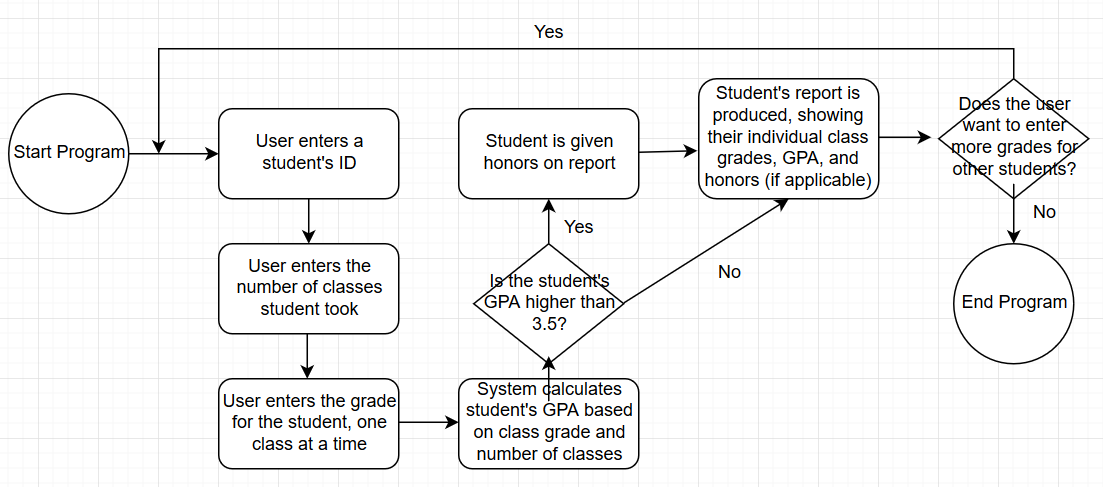 Yes
Start Program
User enters a
student's ID
User enters the
number of classes
student took
User enters the grade
for the student, one
class at a time
System calculates
student's GPA based
on class grade and
number of classes
Is the student's
GPA higher than
3.5?
Yes
No
Student is given
honors on report
Student's report is
produced, showing
their individual class
grades, GPA, and
honors (if applicable)
Does the user
want to enter
more grades for
other students?
No
End Program